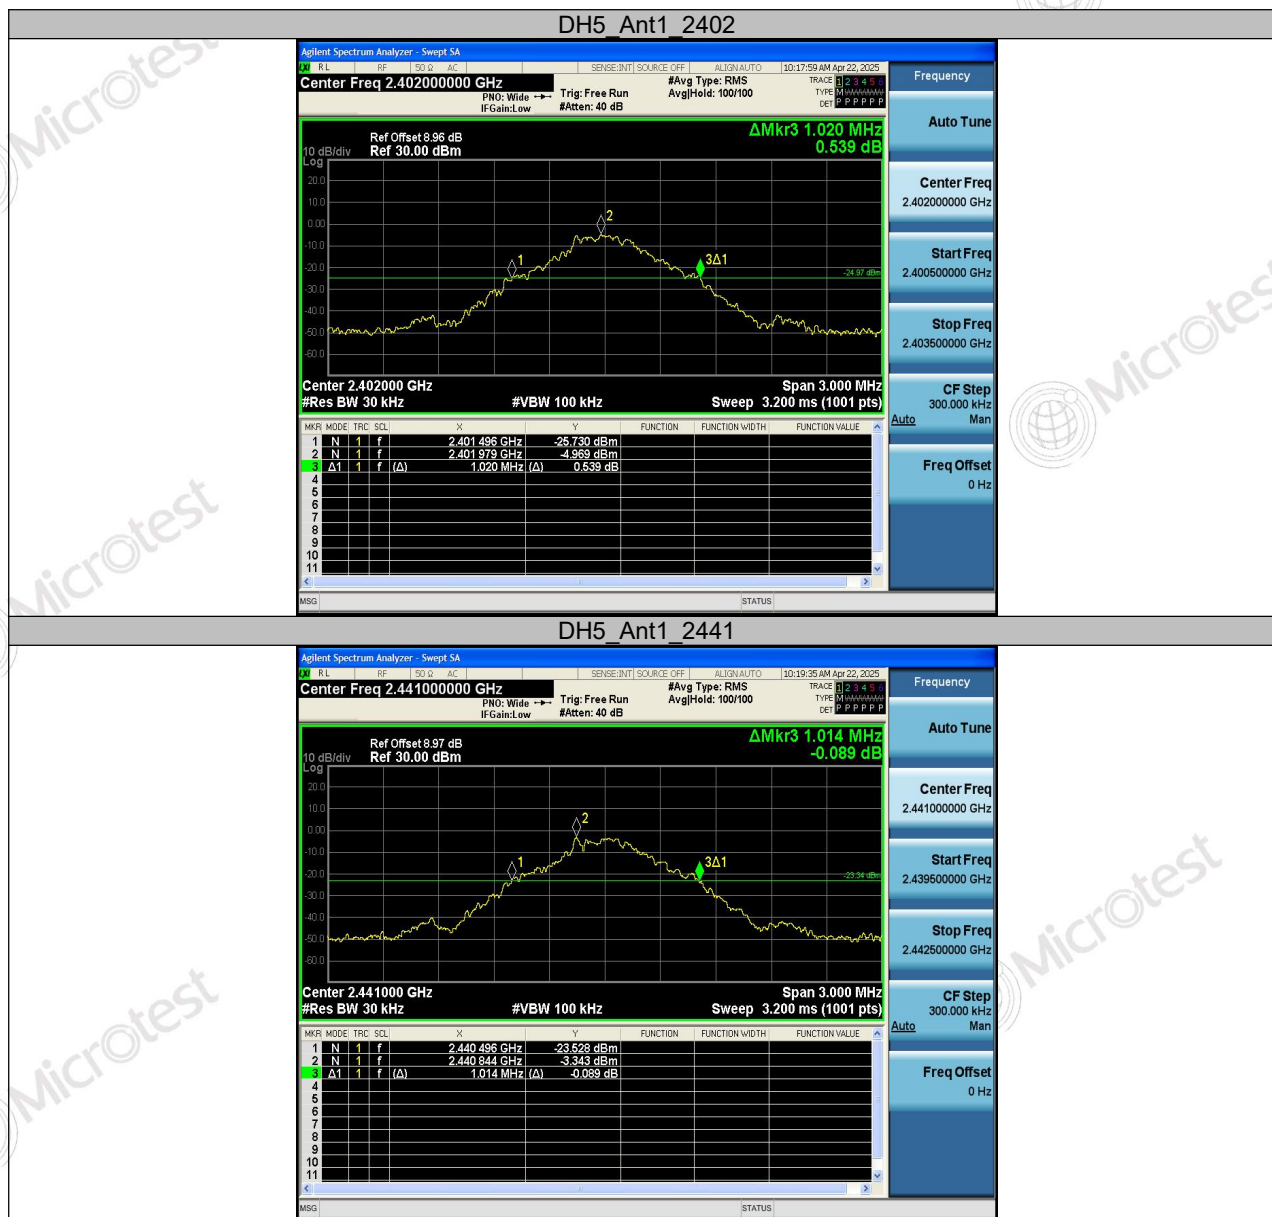 DH5_Ant1_2402
Agilent Spectrum Analyzer - Swept SA
RL RF 50 Ω AC SENSE:INT SOURCE OFF ALIGN AUTO 10:17:59 AM Apr 22, 2025
Center Freq 2.402000000 GHz
PNO: Wide
IFGain:Low
Trig: Free Run
#Atten: 40 dB
#Avg Type: RMS
Avg|Hold: 100/100
TRACE 1 2 3 4 5 6
TYPE M
DET P P P P P P
ΔMkr3 1.020 MHz
0.539 dB
Ref Offset 8.96 dB
10 dB/div Ref 30.00 dBm
Log
20.0
10.0
0.00
-10.0
-20.0
-30.0
-40.0
-50.0
-60.0
1
2
3Δ1
-24.97 dBm
Center 2.402000 GHz Span 3.000 MHz
#Res BW 30 kHz #VBW 100 kHz Sweep 3.200 ms (1001 pts)
MKR MODE TRC SCL X Y FUNCTION FUNCTION WIDTH FUNCTION VALUE
1 N 1 f 2.401 496 GHz -25.730 dBm
2 N 1 f 2.401 979 GHz -4.969 dBm
3 Δ1 1 f (Δ) 1.020 MHz (Δ) 0.539 dB
4
5
6
7
8
9
10
11
MSG STATUS
Frequency
Auto Tune
Center Freq
2.402000000 GHz
Start Freq
2.400500000 GHz
Stop Freq
2.403500000 GHz
CF Step
300.000 kHz
Auto Man
Freq Offset
0 Hz
DH5_Ant1_2441
Agilent Spectrum Analyzer - Swept SA
RL RF 50 Ω AC SENSE:INT SOURCE OFF ALIGN AUTO 10:19:35 AM Apr 22, 2025
Center Freq 2.441000000 GHz
PNO: Wide
IFGain:Low
Trig: Free Run
#Atten: 40 dB
#Avg Type: RMS
Avg|Hold: 100/100
TRACE 1 2 3 4 5 6
TYPE M
DET P P P P P P
ΔMkr3 1.014 MHz
-0.089 dB
Ref Offset 8.97 dB
10 dB/div Ref 30.00 dBm
Log
20.0
10.0
0.00
-10.0
-20.0
-30.0
-40.0
-50.0
-60.0
1
2
3Δ1
-23.34 dBm
Center 2.441000 GHz Span 3.000 MHz
#Res BW 30 kHz #VBW 100 kHz Sweep 3.200 ms (1001 pts)
MKR MODE TRC SCL X Y FUNCTION FUNCTION WIDTH FUNCTION VALUE
1 N 1 f 2.440 496 GHz -23.528 dBm
2 N 1 f 2.440 844 GHz -3.343 dBm
3 Δ1 1 f (Δ) 1.014 MHz (Δ) -0.089 dB
4
5
6
7
8
9
10
11
MSG STATUS
Frequency
Auto Tune
Center Freq
2.441000000 GHz
Start Freq
2.439500000 GHz
Stop Freq
2.442500000 GHz
CF Step
300.000 kHz
Auto Man
Freq Offset
0 Hz
Microtest
Microtest
Microtest
Microtest
Microtest